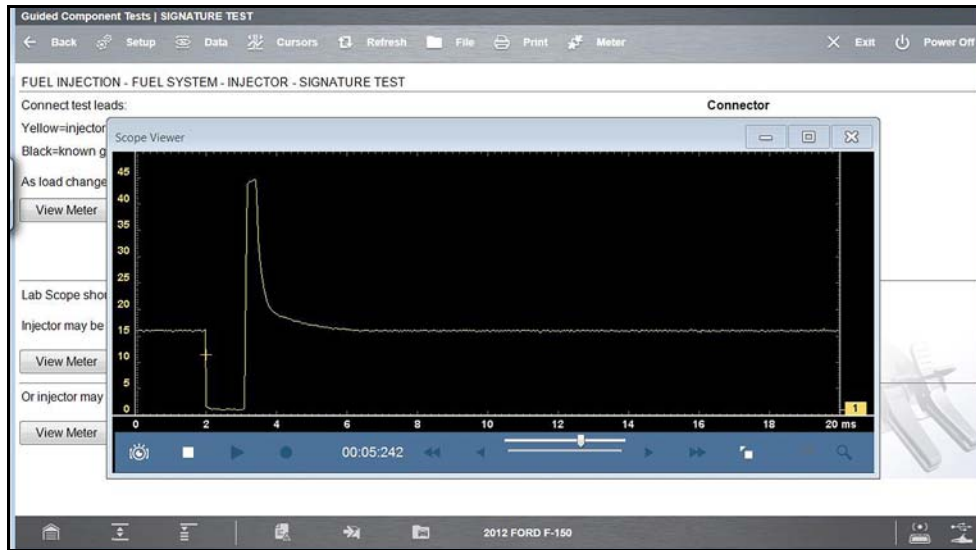 Guided Component Tests | SIGNATURE TEST
Back Setup Data Cursors Refresh File Print Meter Exit Power Off
FUEL INJECTION - FUEL SYSTEM - INJECTOR - SIGNATURE TEST
Connect test leads:
Connector
Yellow=injector
Black=known g
As load change
View Meter
Lab Scope shou
Injector may be
View Meter
Or injector may
View Meter
Scope Viewer
45
40
35
30
25
20
15
10
5
0
1
0 2 4 6 8 10 12 14 16 18 20 ms
00:05:242
2012 FORD F-150